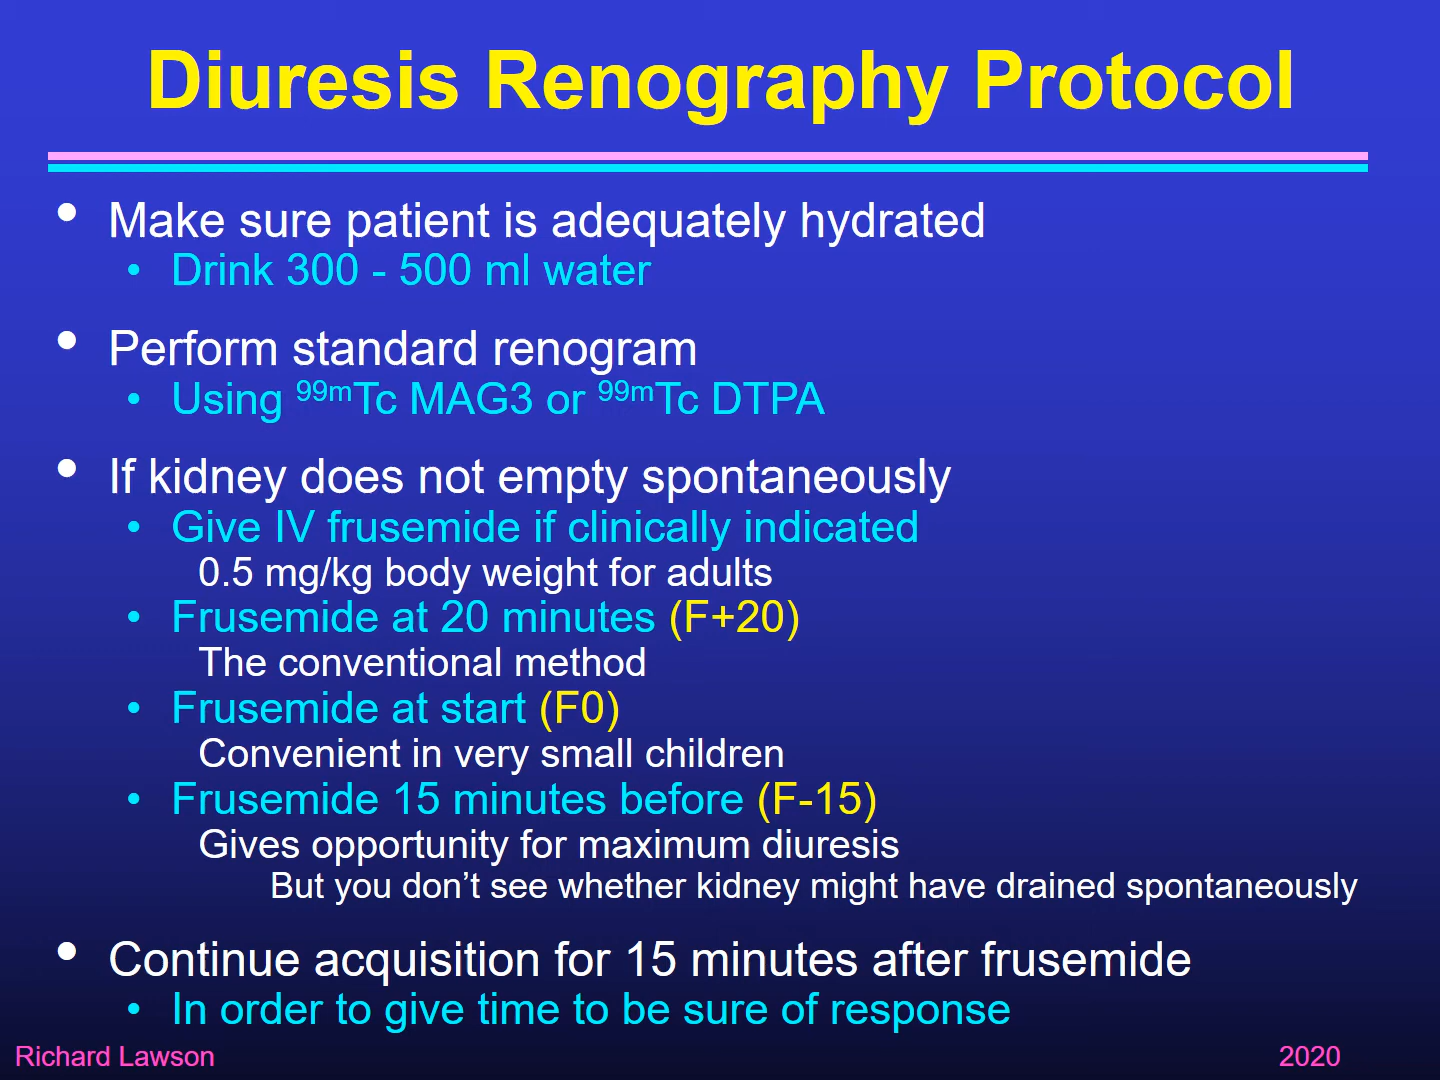 Diuresis Renography Protocol
• Make sure patient is adequately hydrated
• Drink 300 - 500 ml water
• Perform standard renogram
• Using ⁹⁹ᵐTc MAG3 or ⁹⁹ᵐTc DTPA
• If kidney does not empty spontaneously
• Give IV frusemide if clinically indicated
0.5 mg/kg body weight for adults
• Frusemide at 20 minutes (F+20)
The conventional method
• Frusemide at start (F0)
Convenient in very small children
• Frusemide 15 minutes before (F-15)
Gives opportunity for maximum diuresis
But you don’t see whether kidney might have drained spontaneously
• Continue acquisition for 15 minutes after frusemide
• In order to give time to be sure of response
Richard Lawson
2020